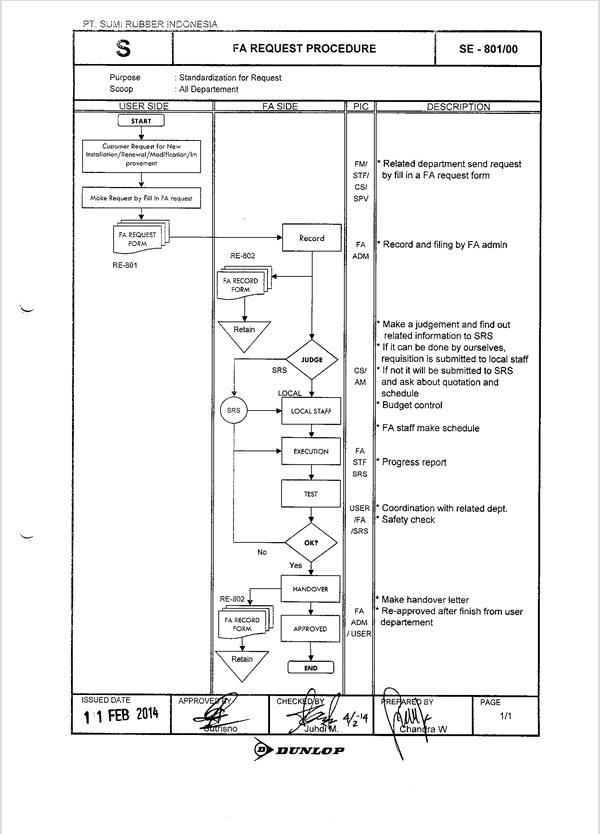 PT. SUMI RUBBER INDONESIA
S
FA REQUEST PROCEDURE
SE - 801/00
Purpose : Standardization for Request
Scoop : All Departement
USER SIDE
FA SIDE
PIC
DESCRIPTION
START
Customer Request for New
Installation/Renewal/Modification/Im
provement
Make Request by Fill in FA request
FA REQUEST
FORM
RE-801
FM/
STF/
CS/
SPV
* Related department send request
by fill in a FA request form
Record
FA
ADM
* Record and filing by FA admin
RE-802
FA RECORD
FORM
Retain
JUDGE
SRS
LOCAL
SRS
LOCAL STAFF
CS/
AM
* Make a judgement and find out
related information to SRS
* If it can be done by ourselves,
requisition is submitted to local staff
* If not it will be submitted to SRS
and ask about quotation and
schedule
* Budget control
* FA staff make schedule
EXECUTION
FA
STF
SRS
* Progress report
TEST
USER
/FA
/SRS
* Coordination with related dept.
* Safety check
OK?
No
Yes
HANDOVER
RE-802
FA RECORD
FORM
Retain
APPROVED
END
FA
ADM
/ USER
* Make handover letter
* Re-approved after finish from user
departement
ISSUED DATE
11 FEB 2014
APPROVED BY
Sutrisno
CHECKED BY
Juhdi M.
4/2-14
PREPARED BY
Chandra W
PAGE
1/1
D DUNLOP